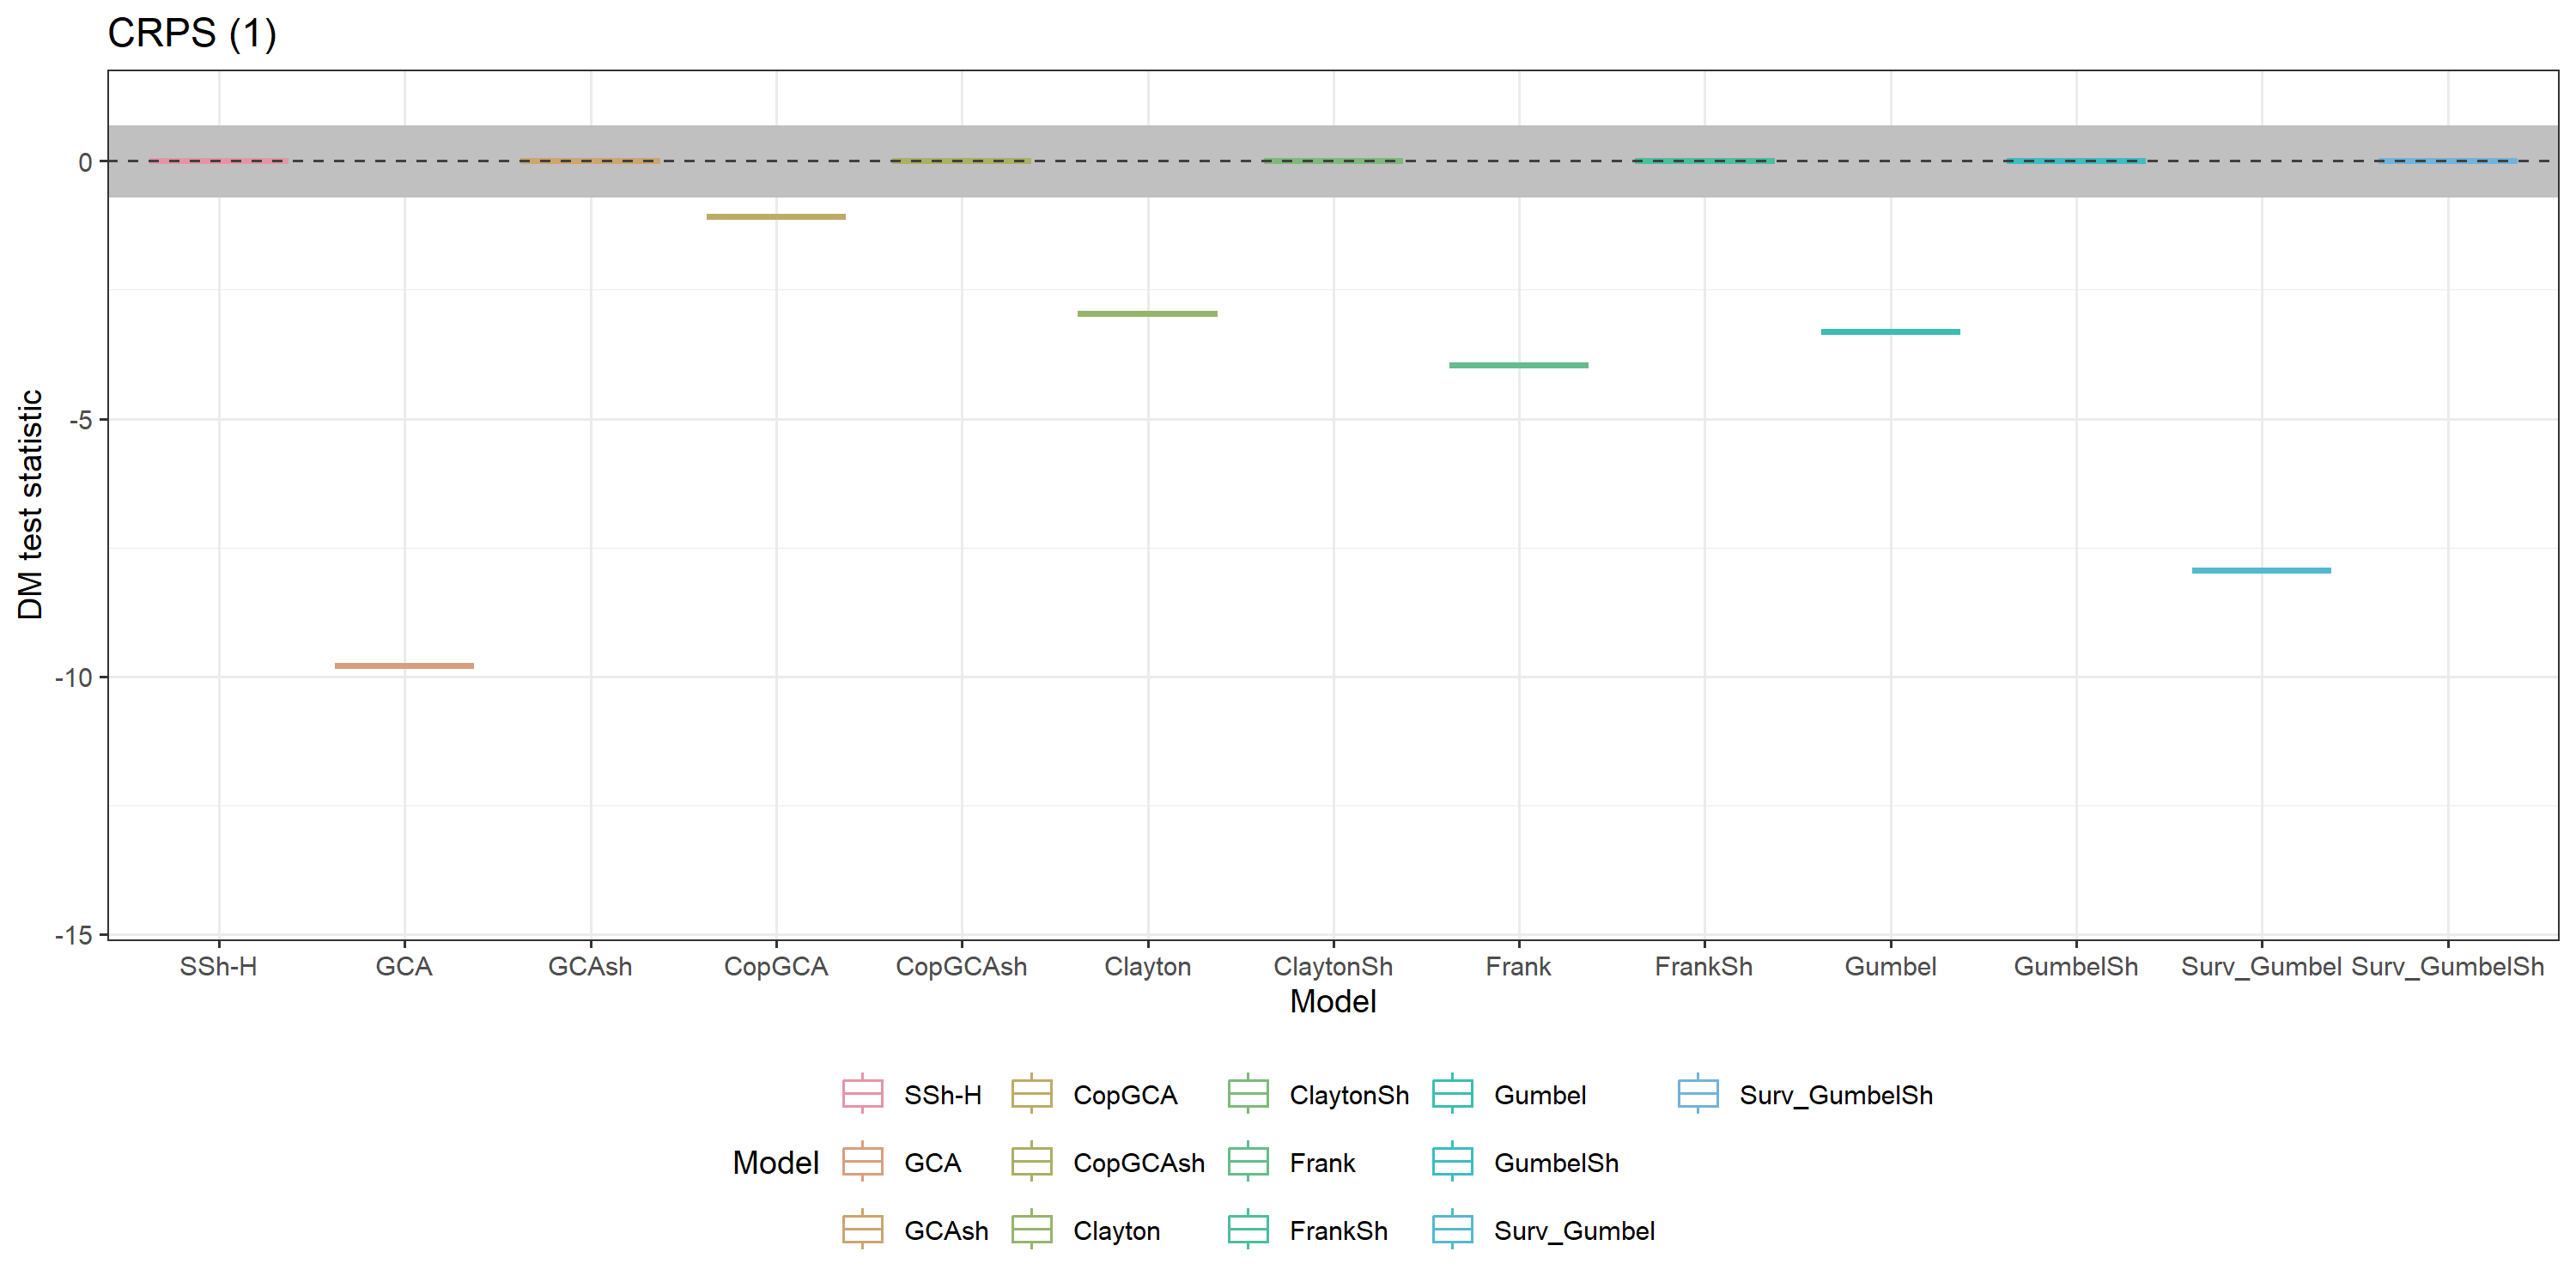 CRPS (1)
DM test statistic
0
-5
-10
-15
SSh-H GCA GCAsh CopGCA CopGCAsh Clayton ClaytonSh Frank FrankSh Gumbel GumbelSh Surv_Gumbel Surv_GumbelSh
Model
SSh-H CopGCA ClaytonSh Gumbel Surv_GumbelSh
Model GCA CopGCAsh Frank GumbelSh
GCAsh Clayton FrankSh Surv_Gumbel